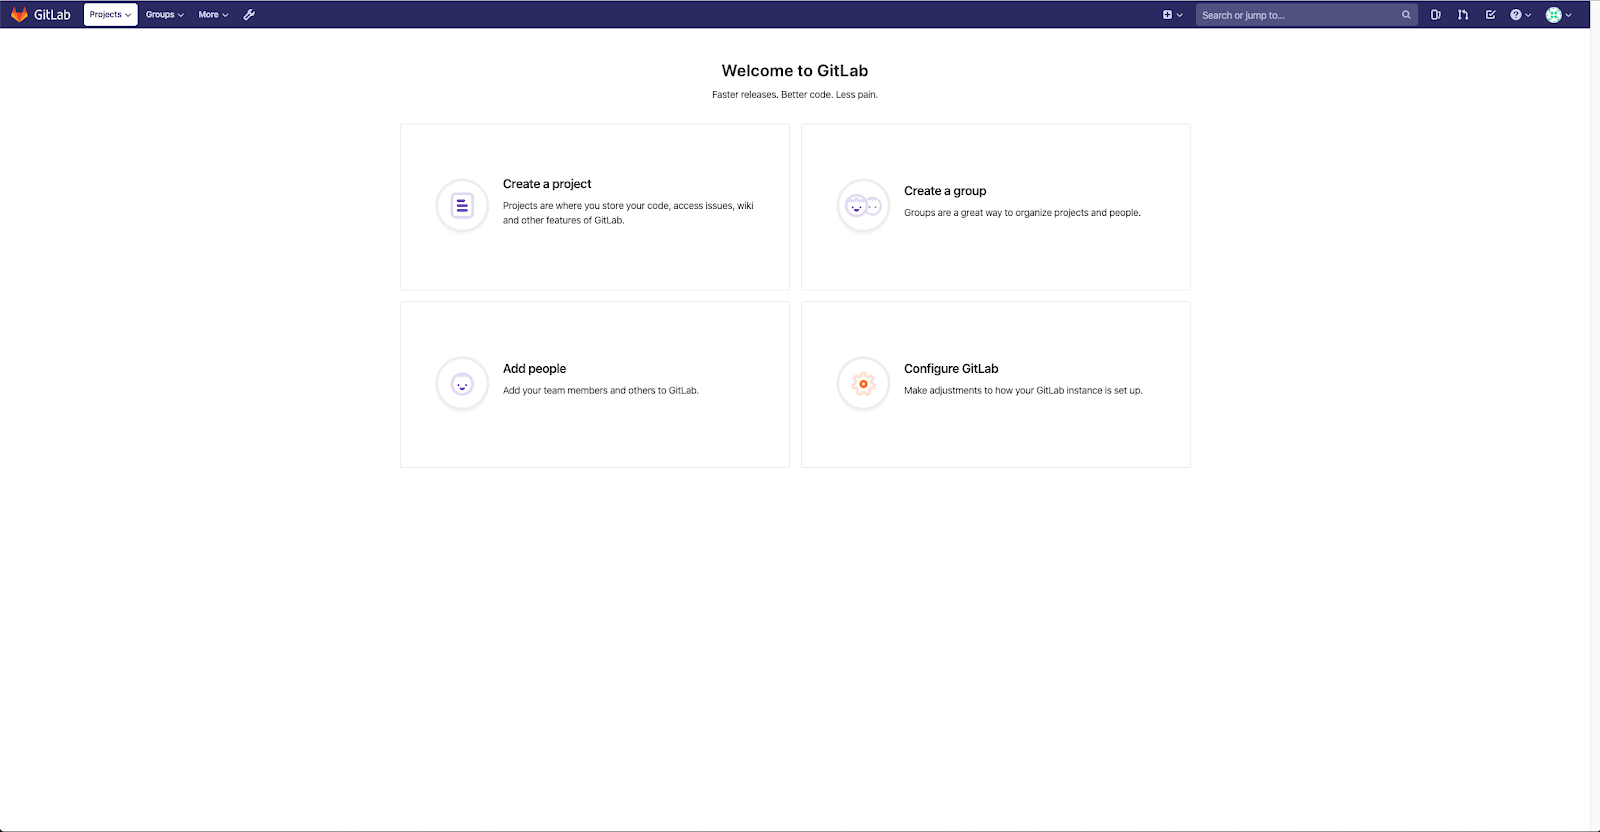 GitLab Projects Groups More Search or jump to...
Welcome to GitLab
Faster releases. Better code. Less pain.
Create a project
Projects are where you store your code, access issues, wiki
and other features of GitLab.
Create a group
Groups are a great way to organize projects and people.
Add people
Add your team members and others to GitLab.
Configure GitLab
Make adjustments to how your GitLab instance is set up.